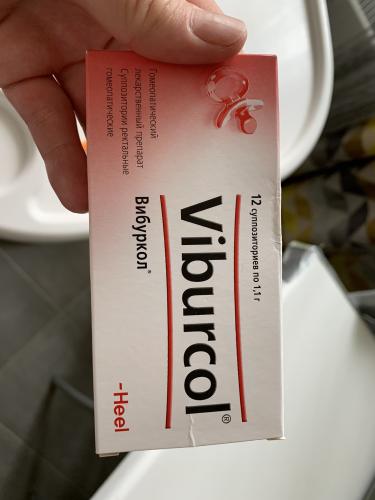 Гомеопатический
лекарственный препарат
Суппозитории ректальные
гомеопатические
12 суппозиториев по 1,1 г
Viburcol®
Вибуркол®
-Heel